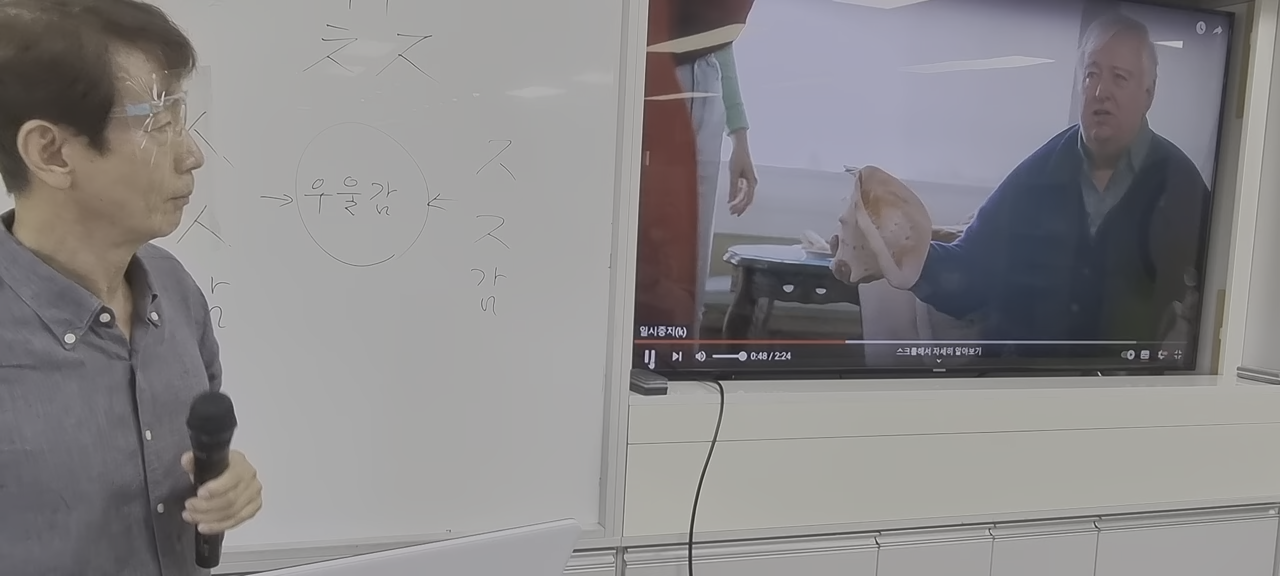 ㅊㅈ
→ 우울감 ←
ㅈ
ㅈ
감
ㅅ
일시중지(k)
0:48 / 2:24
스크롤해서 자세히 알아보기